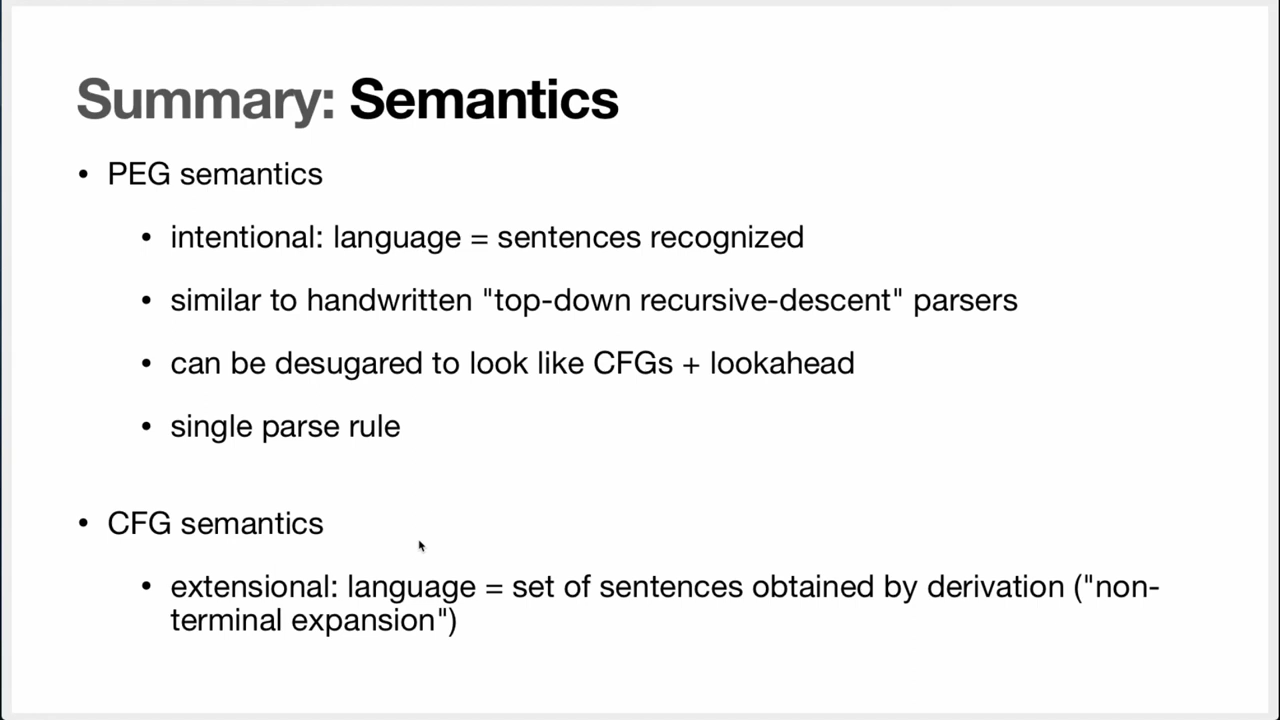 Summary: Semantics
• PEG semantics
• intentional: language = sentences recognized
• similar to handwritten "top-down recursive-descent" parsers
• can be desugared to look like CFGs + lookahead
• single parse rule
• CFG semantics
• extensional: language = set of sentences obtained by derivation ("non-
terminal expansion")